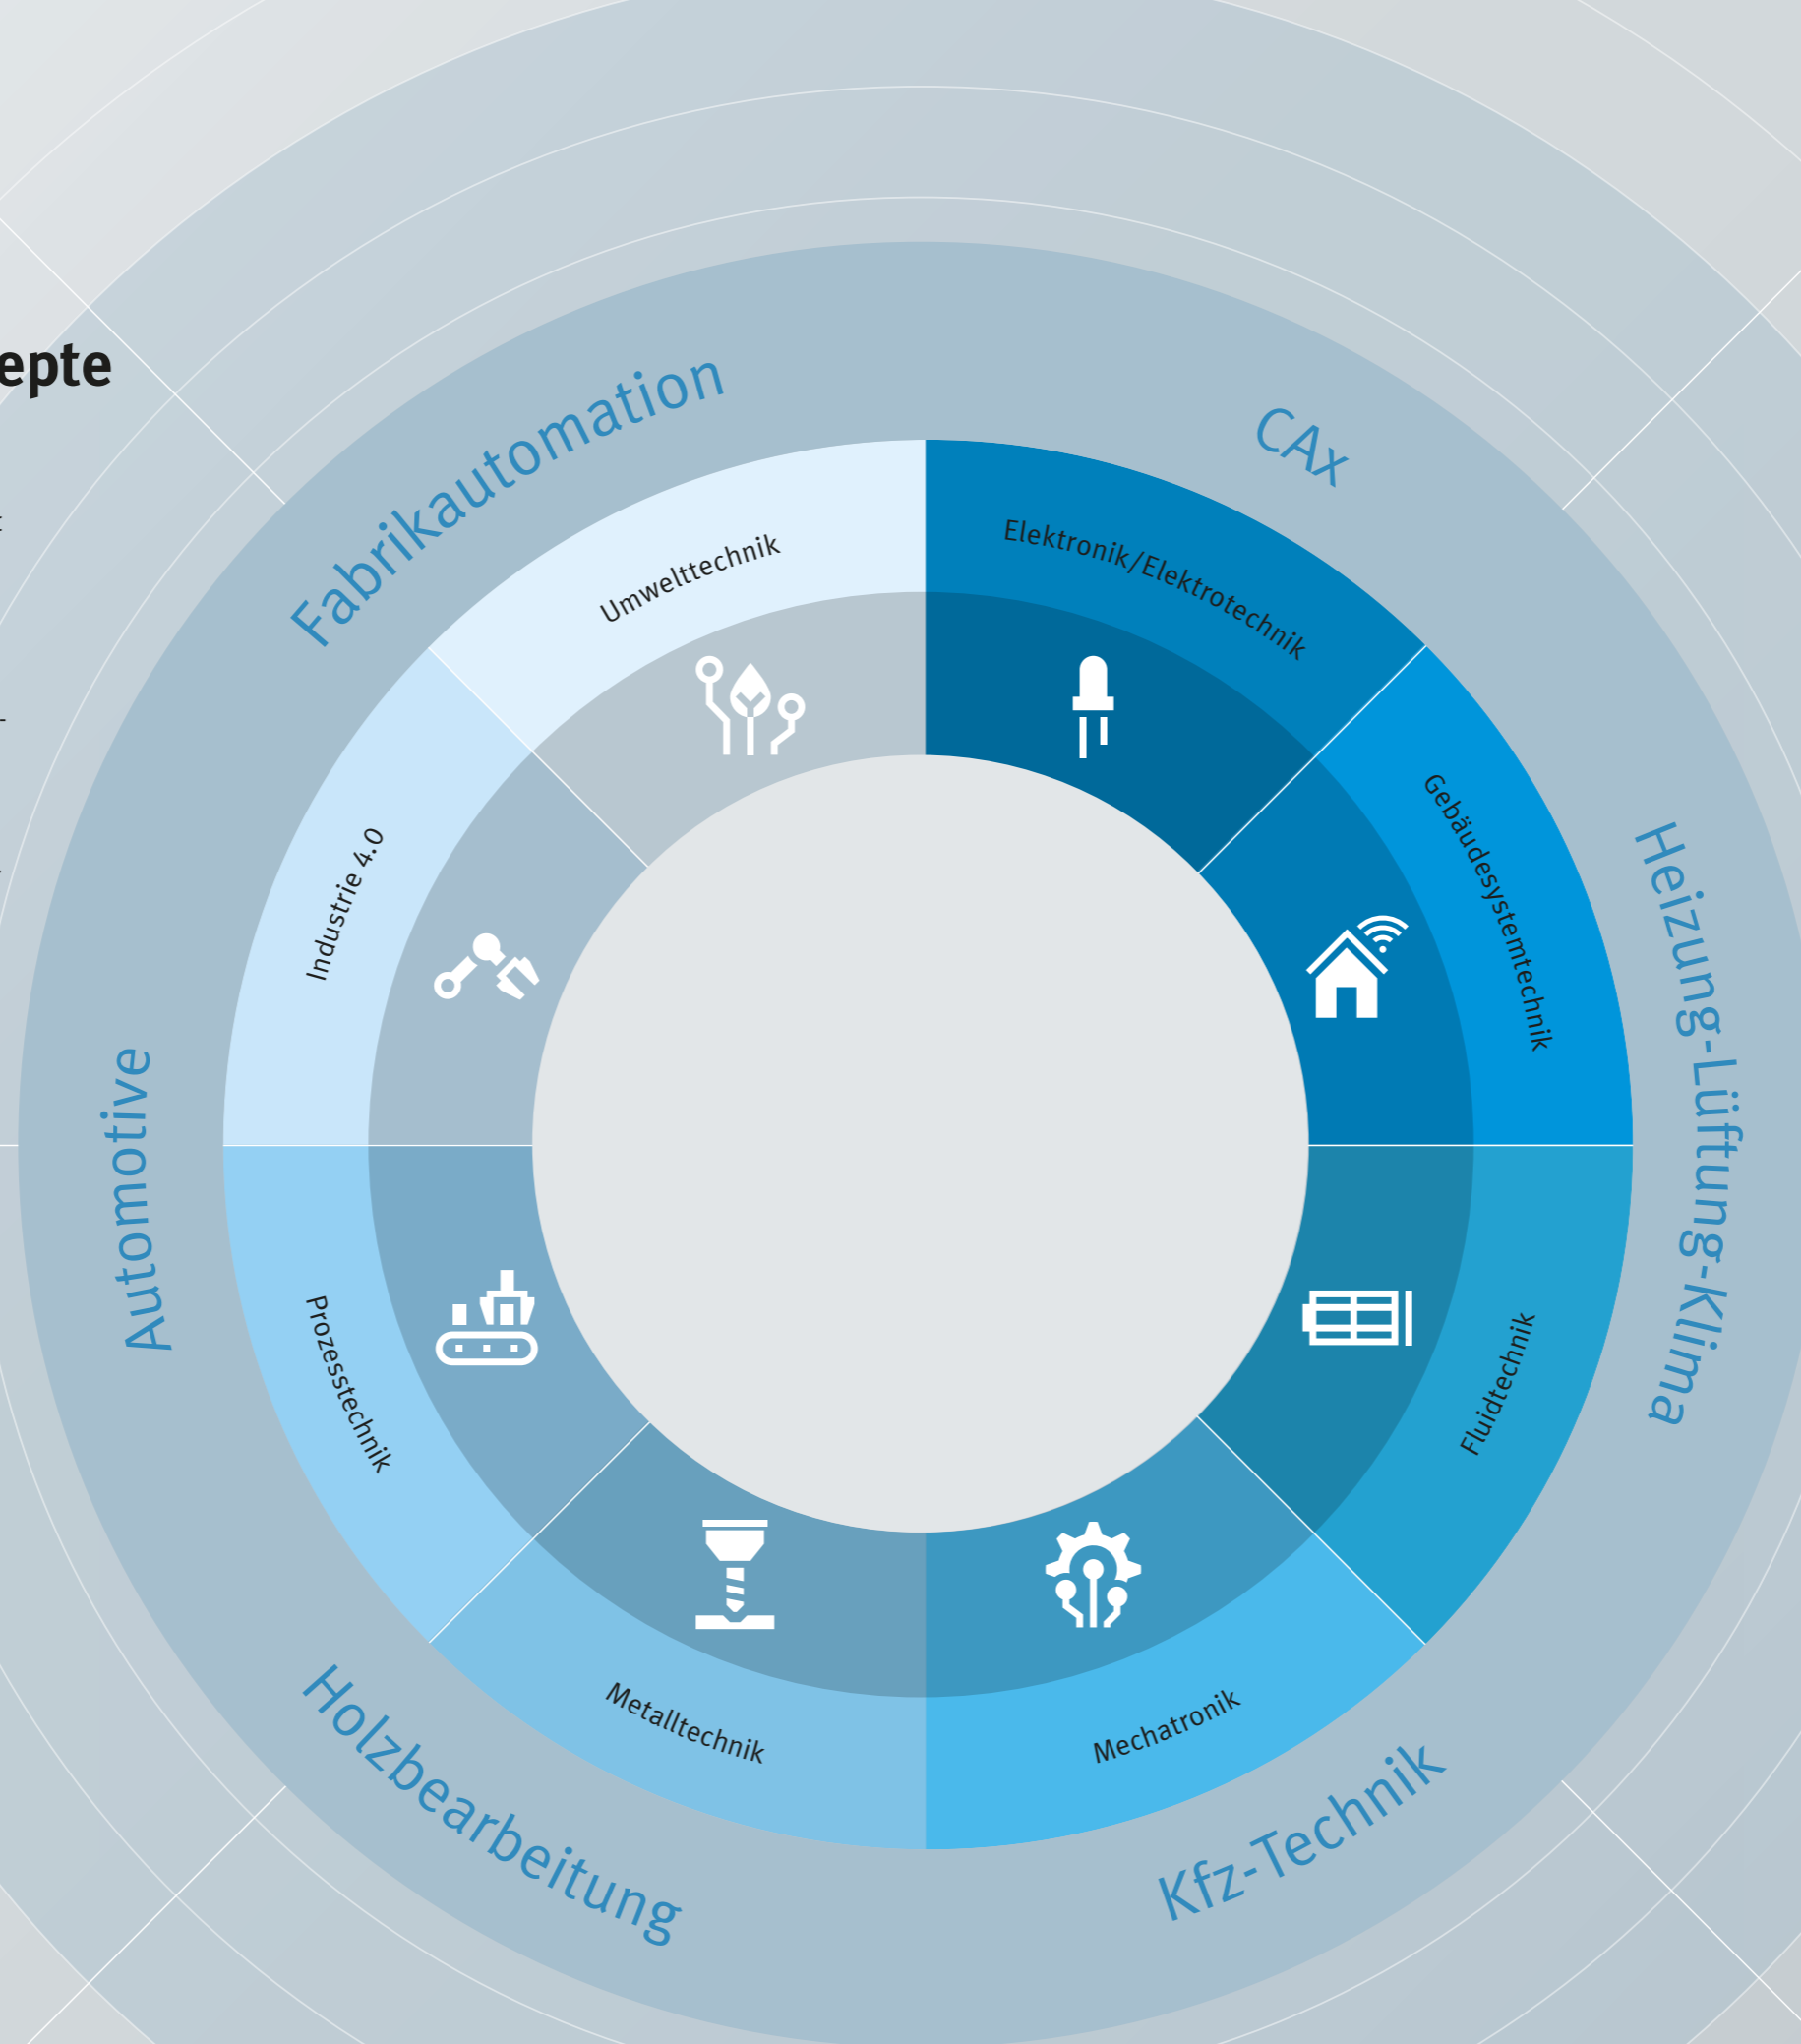 epte
Fabrikautomation
CAx
Heizung-Lüftung-Klima
Kfz-Technik
Holzbearbeitung
Automotive
Umwelttechnik
Elektronik/Elektrotechnik
Gebäudesystemtechnik
Fluidtechnik
Mechatronik
Metalltechnik
Prozesstechnik
Industrie 4.0